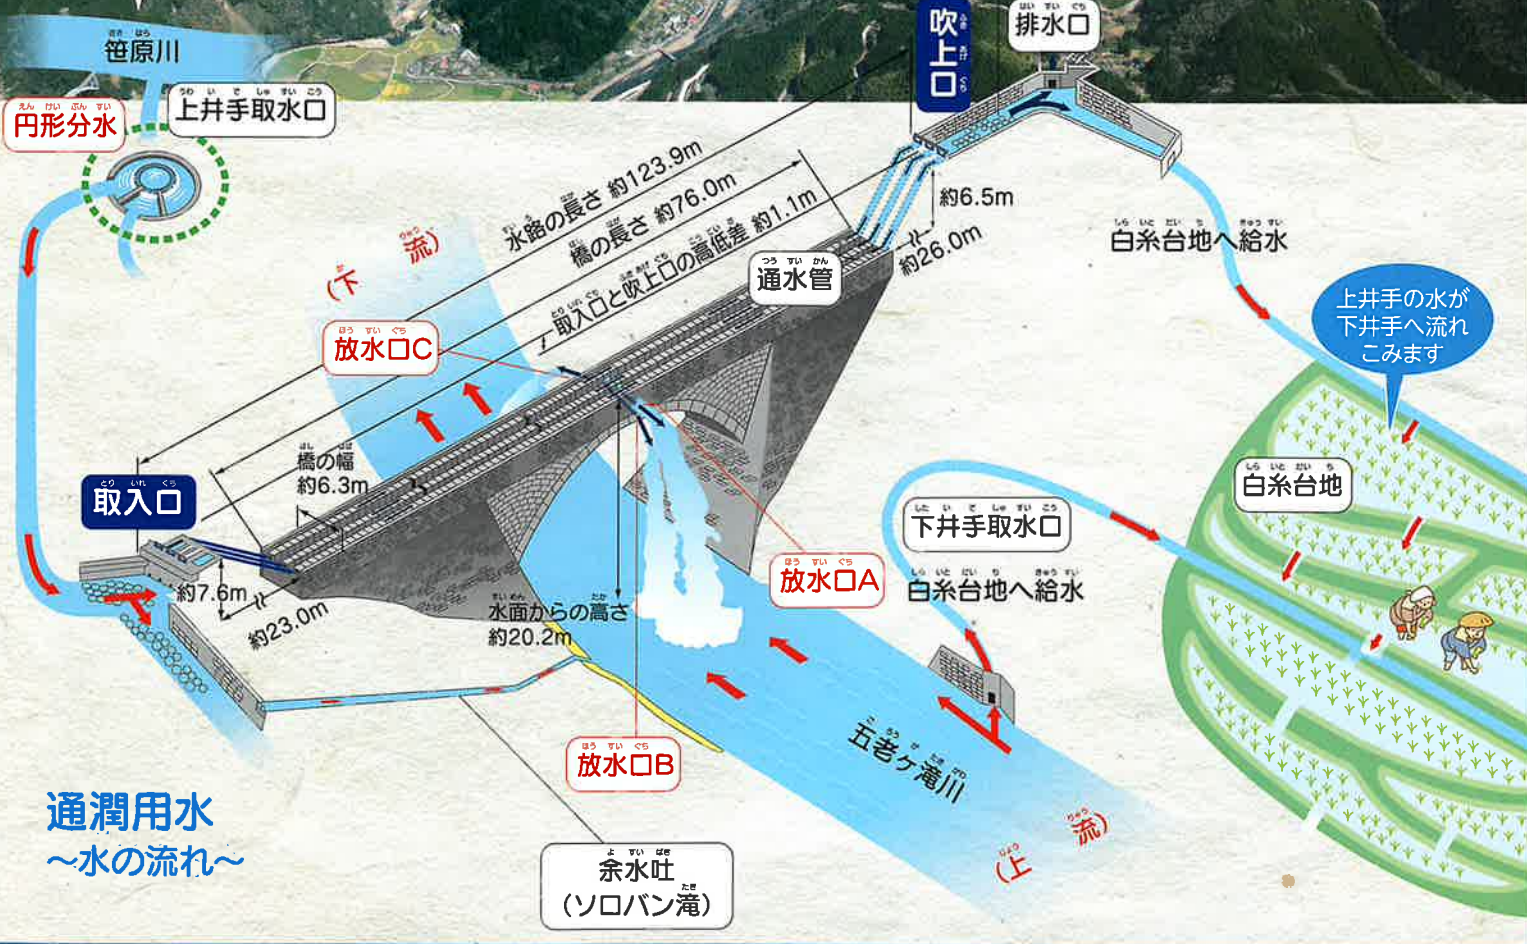 笹原川
上井手取水口
円形分水
吹上口
排水口
水路の長さ 約123.9m
橋の長さ 約76.0m
取入口と吹上口の高低差 約1.1m
約6.5m
約26.0m
通水管
白糸台地へ給水
上井手の水が
下井手へ流れ
こみます
(下 流)
放水口C
橋の幅
約6.3m
取入口
約7.6m
約23.0m
水面からの高さ
約20.2m
放水口A
放水口B
下井手取水口
白糸台地へ給水
白糸台地
五老ヶ滝川
(上 流)
余水吐
(ソロバン滝)
通潤用水
～水の流れ～